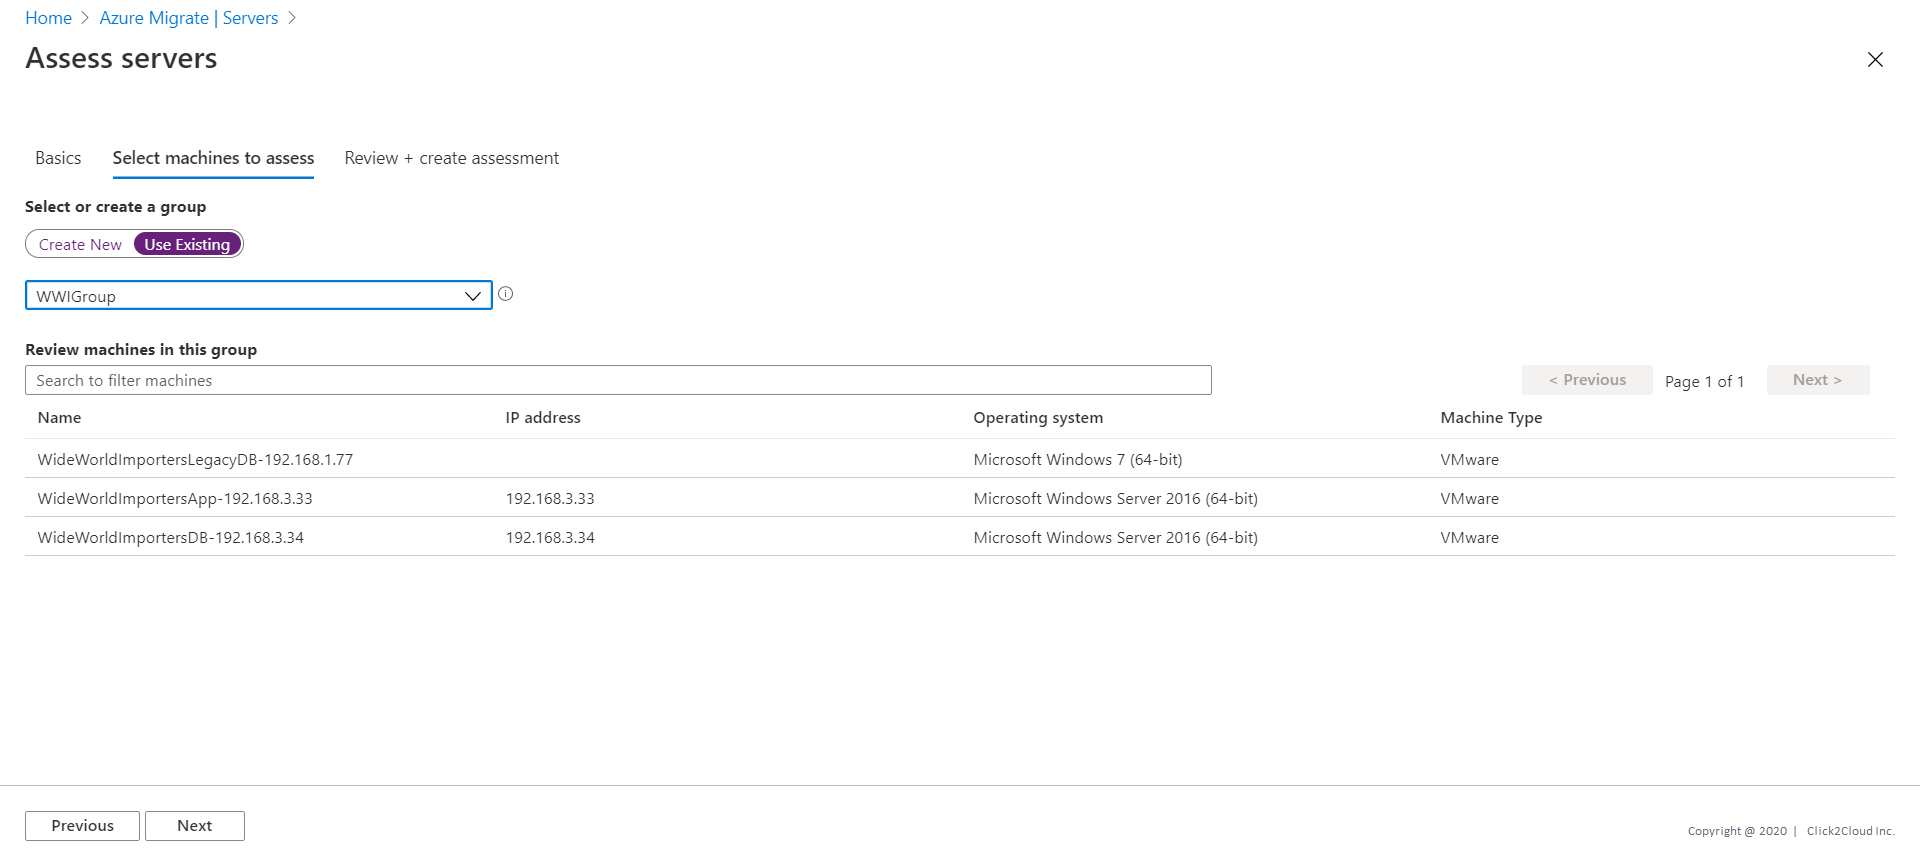 Home > Azure Migrate | Servers >
Assess servers
Basics Select machines to assess Review + create assessment
Select or create a group
Create New Use Existing
WWIGroup
Review machines in this group
Search to filter machines < Previous Page 1 of 1 Next >
Name IP address Operating system Machine Type
WideWorldImportersLegacyDB-192.168.1.77 Microsoft Windows 7 (64-bit) VMware
WideWorldImportersApp-192.168.3.33 192.168.3.33 Microsoft Windows Server 2016 (64-bit) VMware
WideWorldImportersDB-192.168.3.34 192.168.3.34 Microsoft Windows Server 2016 (64-bit) VMware
Previous Next
Copyright @ 2020 | Click2Cloud Inc.